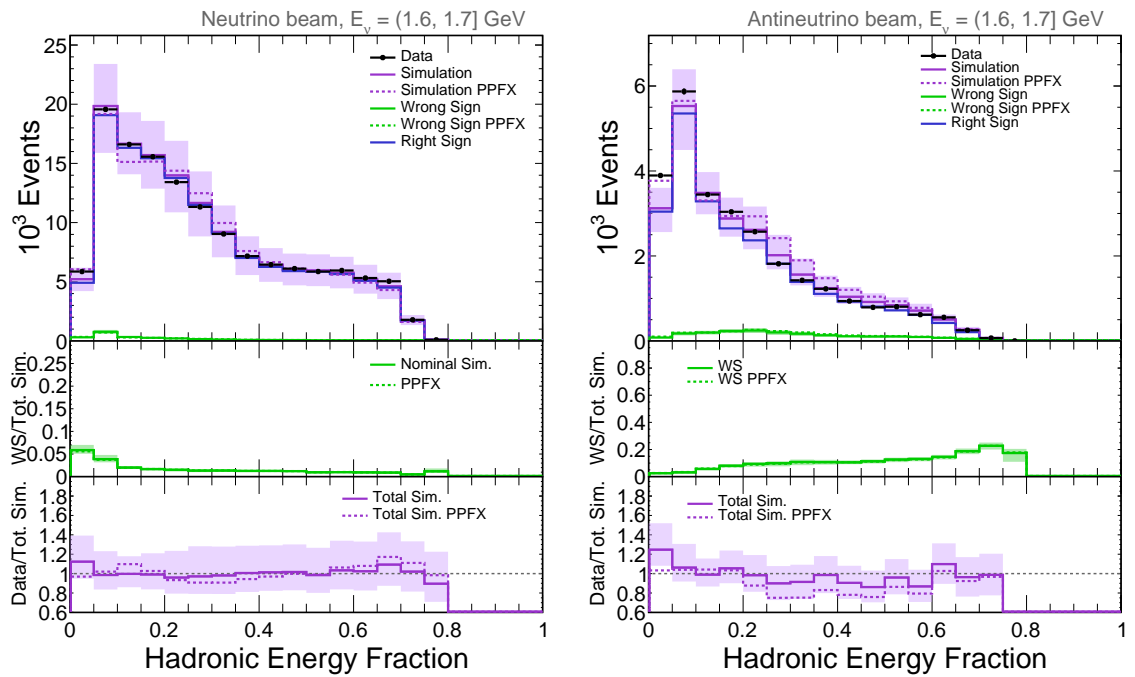 Neutrino beam, Eν = (1.6, 1.7] GeV
10³ Events
25
20
15
10
5
0
Data
Simulation
Simulation PPFX
Wrong Sign
Wrong Sign PPFX
Right Sign
WS/Tot. Sim.
0.25
0.2
0.15
0.1
0.05
0
Nominal Sim.
PPFX
Data/Tot. Sim.
1.8
1.6
1.4
1.2
1
0.8
0.6
Total Sim.
Total Sim. PPFX
0 0.2 0.4 0.6 0.8 1
Hadronic Energy Fraction
Antineutrino beam, Eν = (1.6, 1.7] GeV
10³ Events
6
4
2
0
Data
Simulation
Simulation PPFX
Wrong Sign
Wrong Sign PPFX
Right Sign
WS/Tot. Sim.
0.8
0.6
0.4
0.2
0
WS
WS PPFX
Data/Tot. Sim.
1.8
1.6
1.4
1.2
1
0.8
0.6
Total Sim.
Total Sim. PPFX
0 0.2 0.4 0.6 0.8 1
Hadronic Energy Fraction